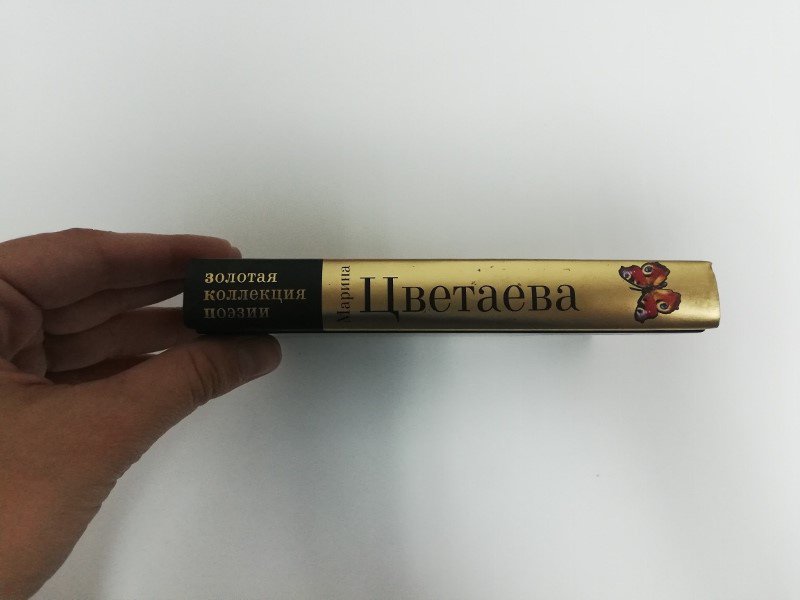 золотая
коллекция
поэзии
Марина
Цветаева